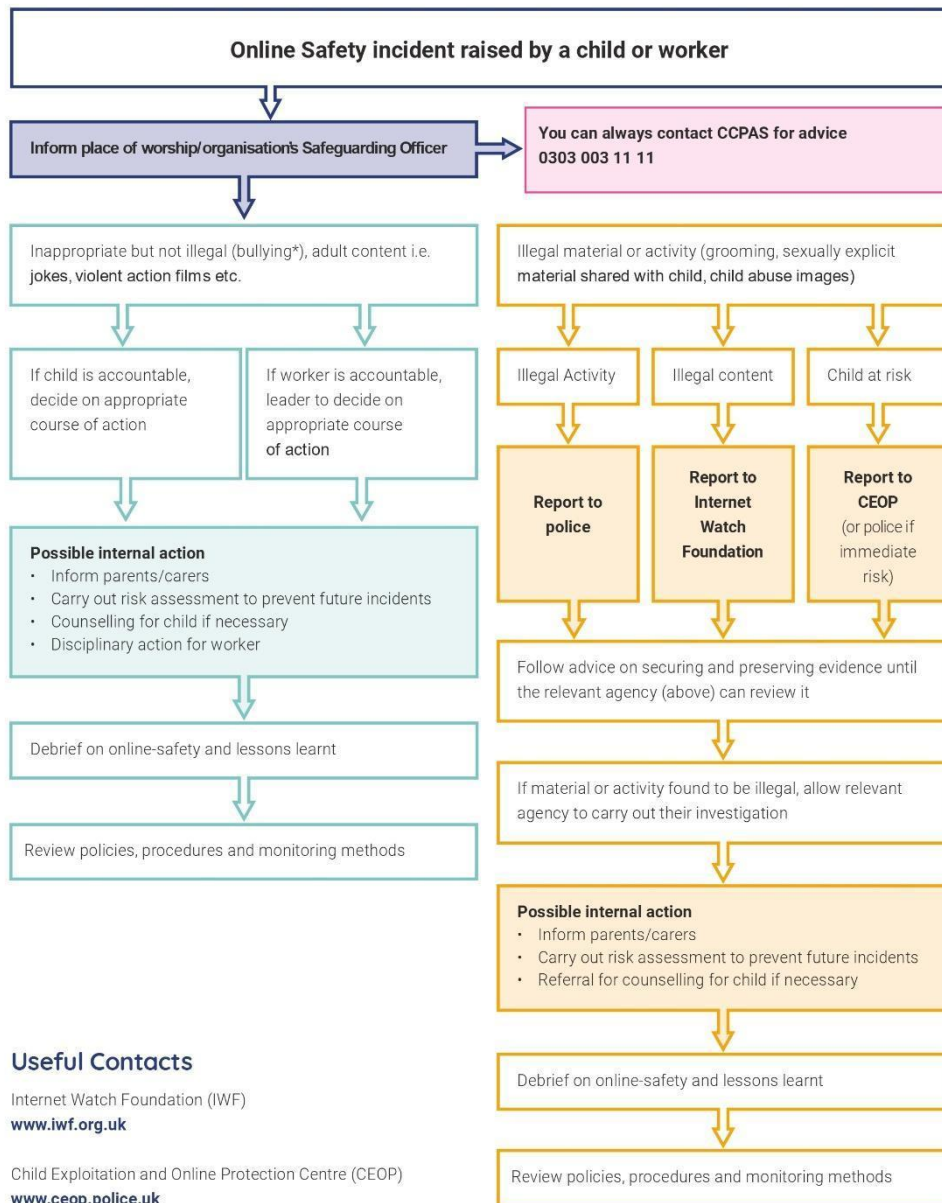 Online Safety incident raised by a child or worker
Inform place of worship/organisation's Safeguarding Officer
You can always contact CCPAS for advice
0303 003 11 11
Inappropriate but not illegal (bullying*), adult content i.e.
jokes, violent action films etc.
If child is accountable,
decide on appropriate
course of action
If worker is accountable,
leader to decide on
appropriate course
of action
Possible internal action
• Inform parents/carers
• Carry out risk assessment to prevent future incidents
• Counselling for child if necessary
• Disciplinary action for worker
Debrief on online-safety and lessons learnt
Review policies, procedures and monitoring methods
Illegal material or activity (grooming, sexually explicit
material shared with child, child abuse images)
Illegal Activity
Illegal content
Child at risk
Report to
police
Report to
Internet
Watch
Foundation
Report to
CEOP
(or police if
immediate
risk)
Follow advice on securing and preserving evidence until
the relevant agency (above) can review it
If material or activity found to be illegal, allow relevant
agency to carry out their investigation
Possible internal action
• Inform parents/carers
• Carry out risk assessment to prevent future incidents
• Referral for counselling for child if necessary
Debrief on online-safety and lessons learnt
Review policies, procedures and monitoring methods
Useful Contacts
Internet Watch Foundation (IWF)
www.iwf.org.uk
Child Exploitation and Online Protection Centre (CEOP)
www.ceop.police.uk